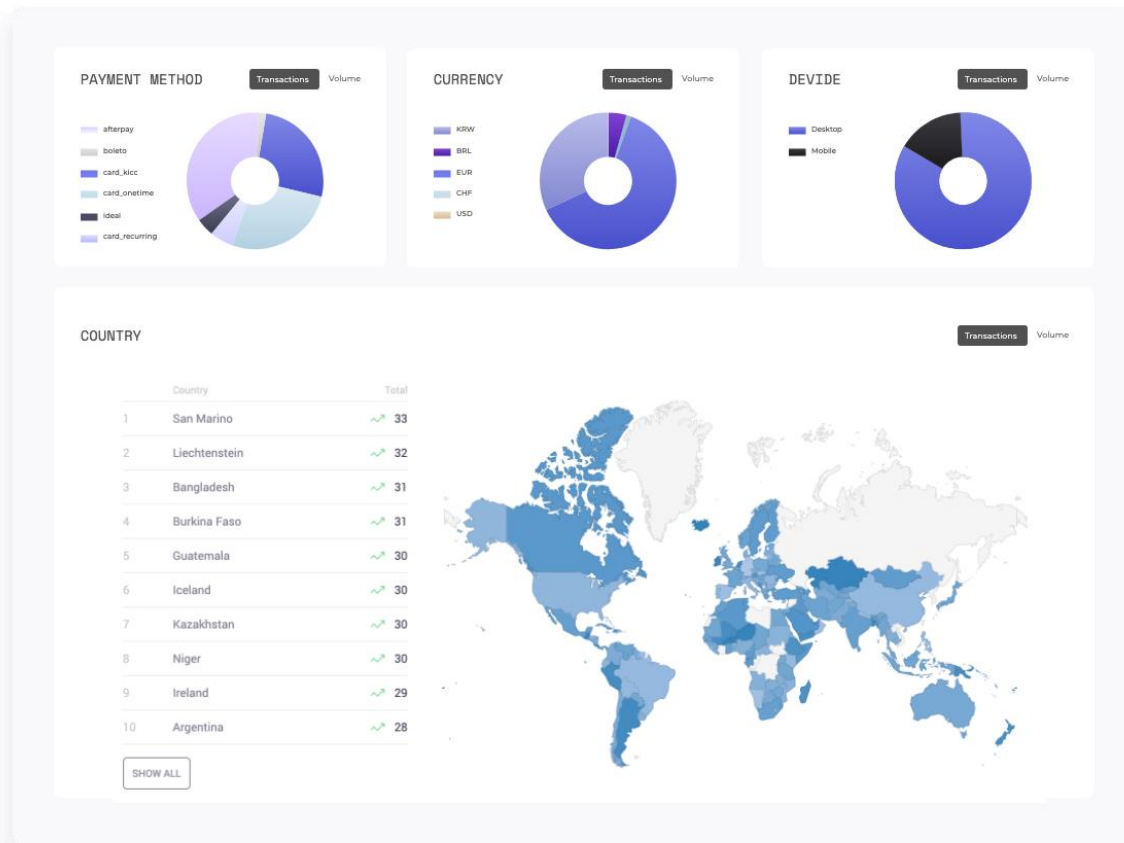 PAYMENT METHOD
Transactions Volume
afterpay
boleto
card_kicc
card_onetime
ideal
card_recurring
CURRENCY
Transactions Volume
KRW
BRL
EUR
CHF
USD
DEVIDE
Transactions Volume
Desktop
Mobile
COUNTRY
Transactions Volume
Country Total
1 San Marino 33
2 Liechtenstein 32
3 Bangladesh 31
4 Burkina Faso 31
5 Guatemala 30
6 Iceland 30
7 Kazakhstan 30
8 Niger 30
9 Ireland 29
10 Argentina 28
SHOW ALL